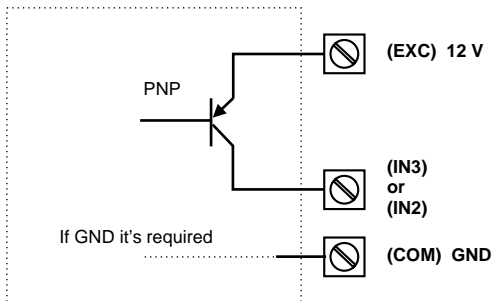 (EXC) 12 V
PNP
(IN3)
or
(IN2)
If GND it's required
(COM) GND